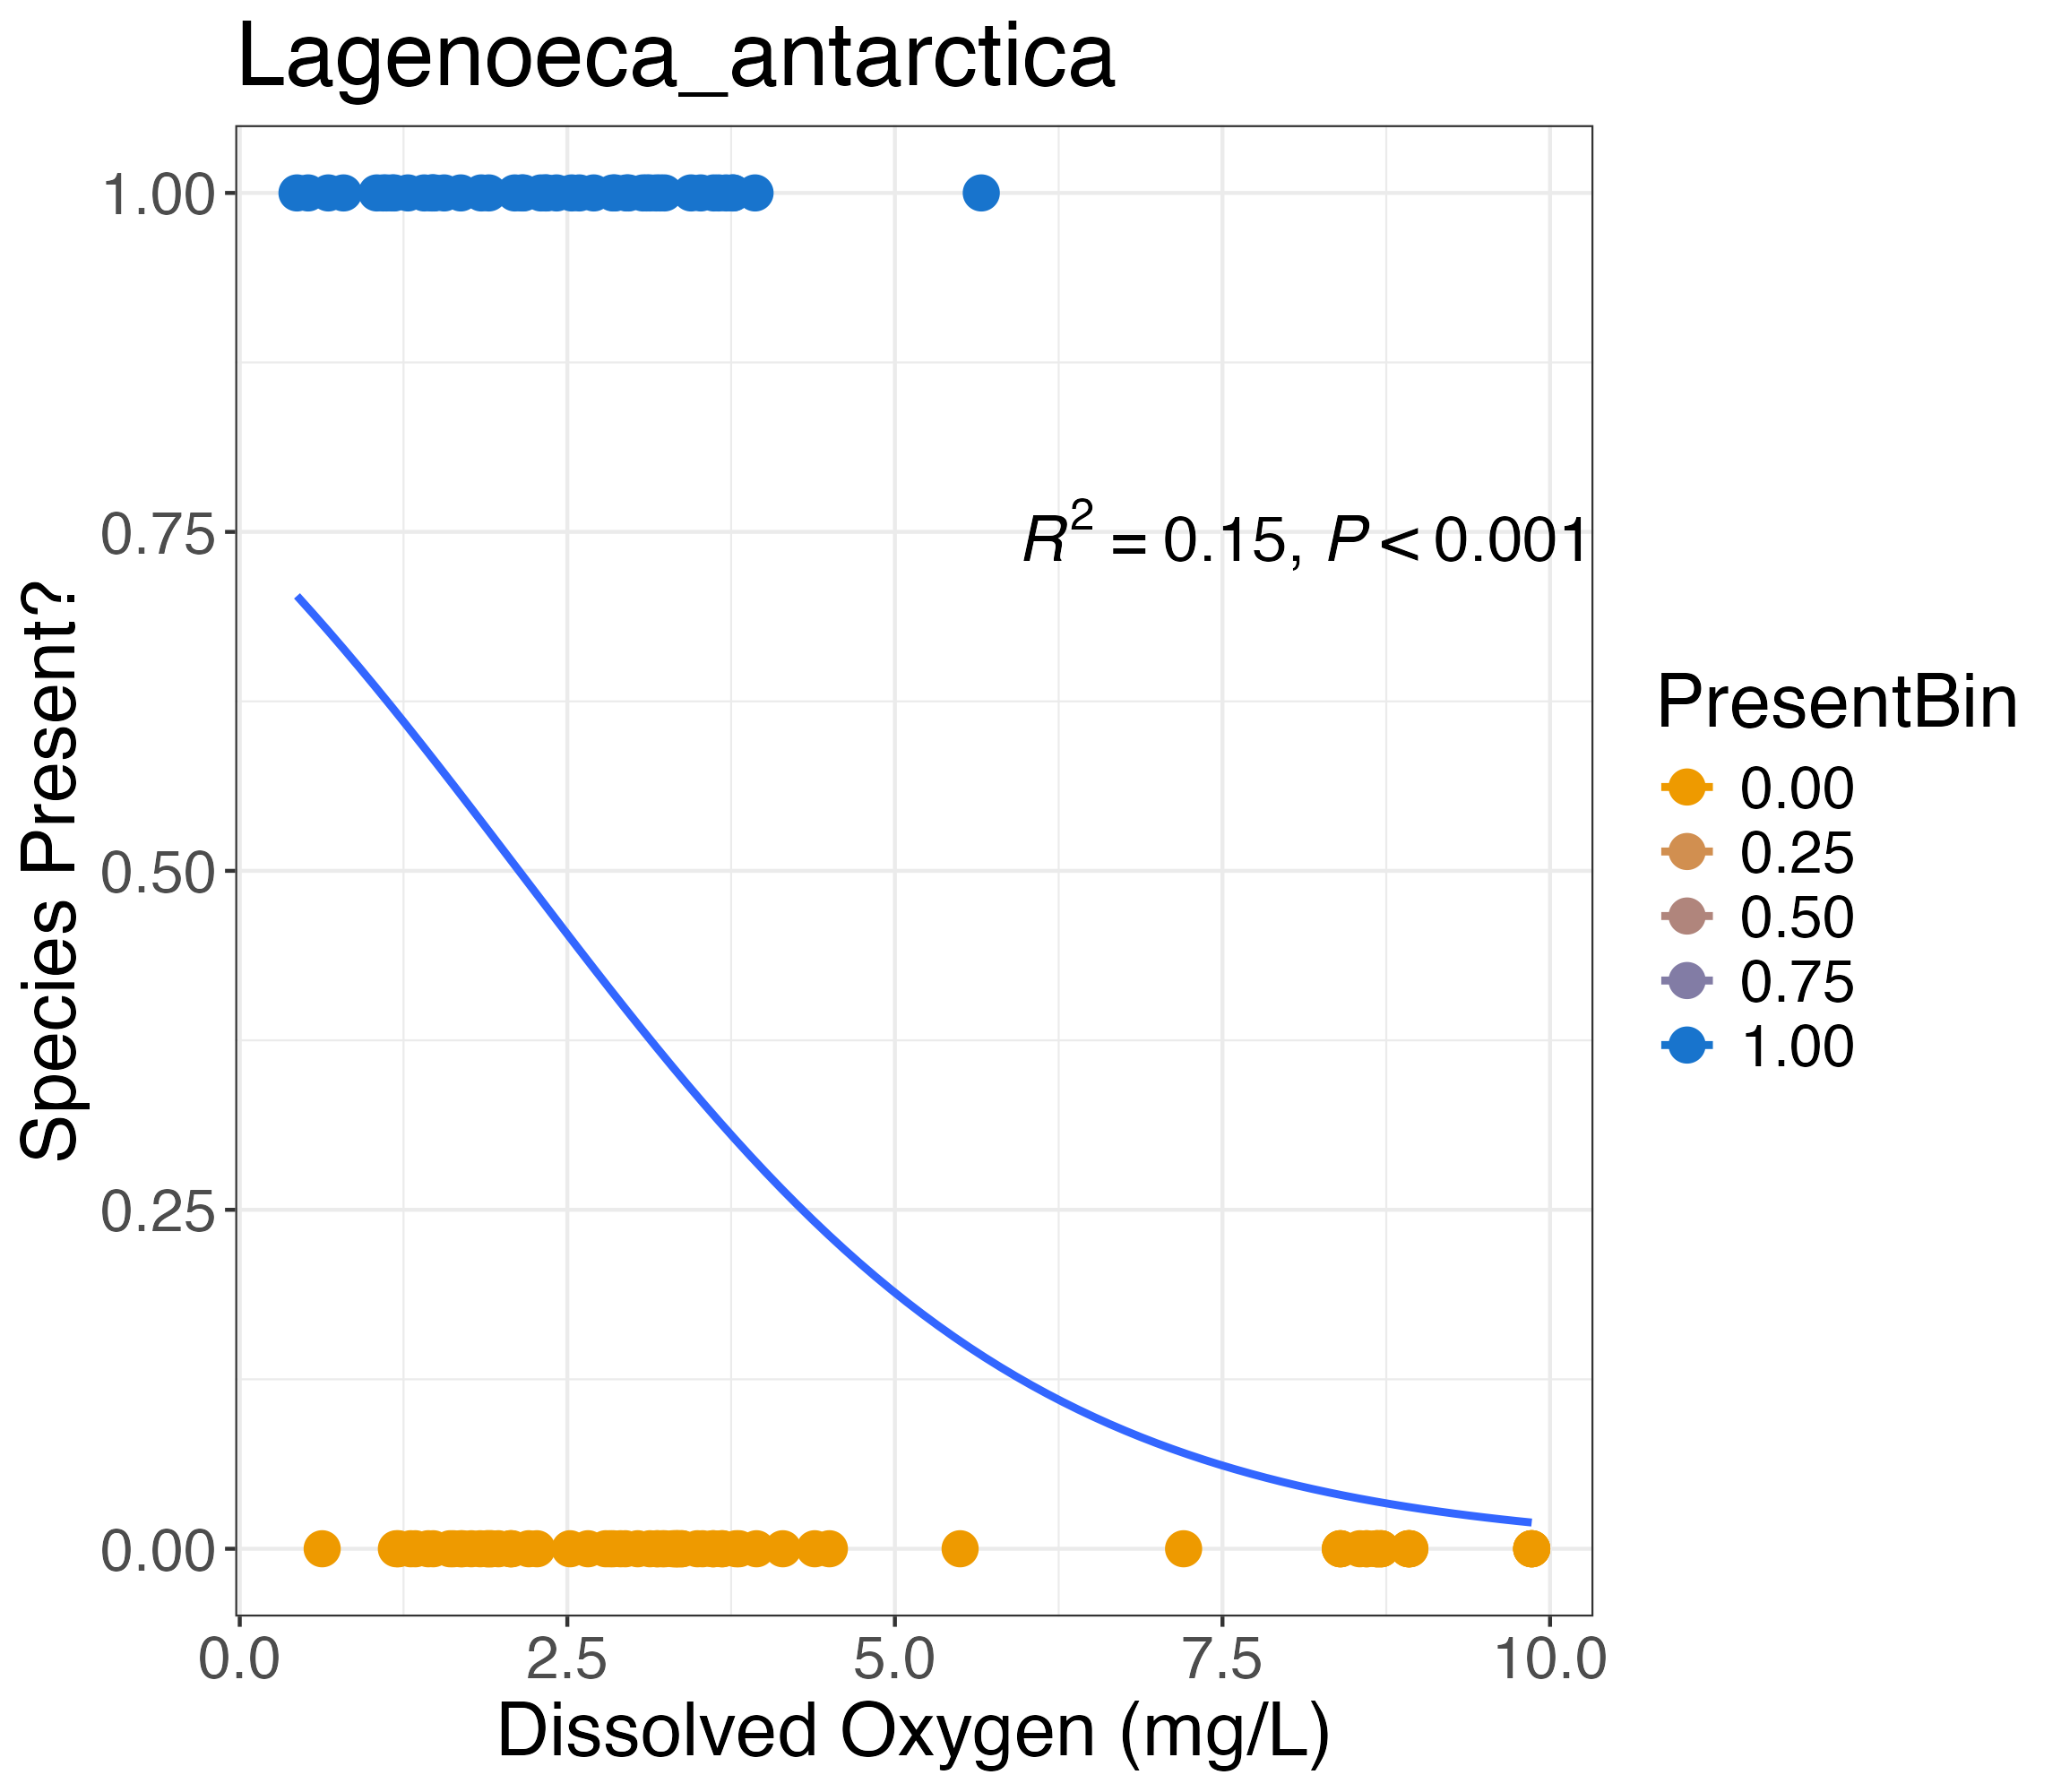 Lagenoeca_antarctica
1.00
0.75
0.50
0.25
0.00
Species Present?
R² = 0.15, P < 0.001
0.0 2.5 5.0 7.5 10.0
Dissolved Oxygen (mg/L)
PresentBin
0.00
0.25
0.50
0.75
1.00